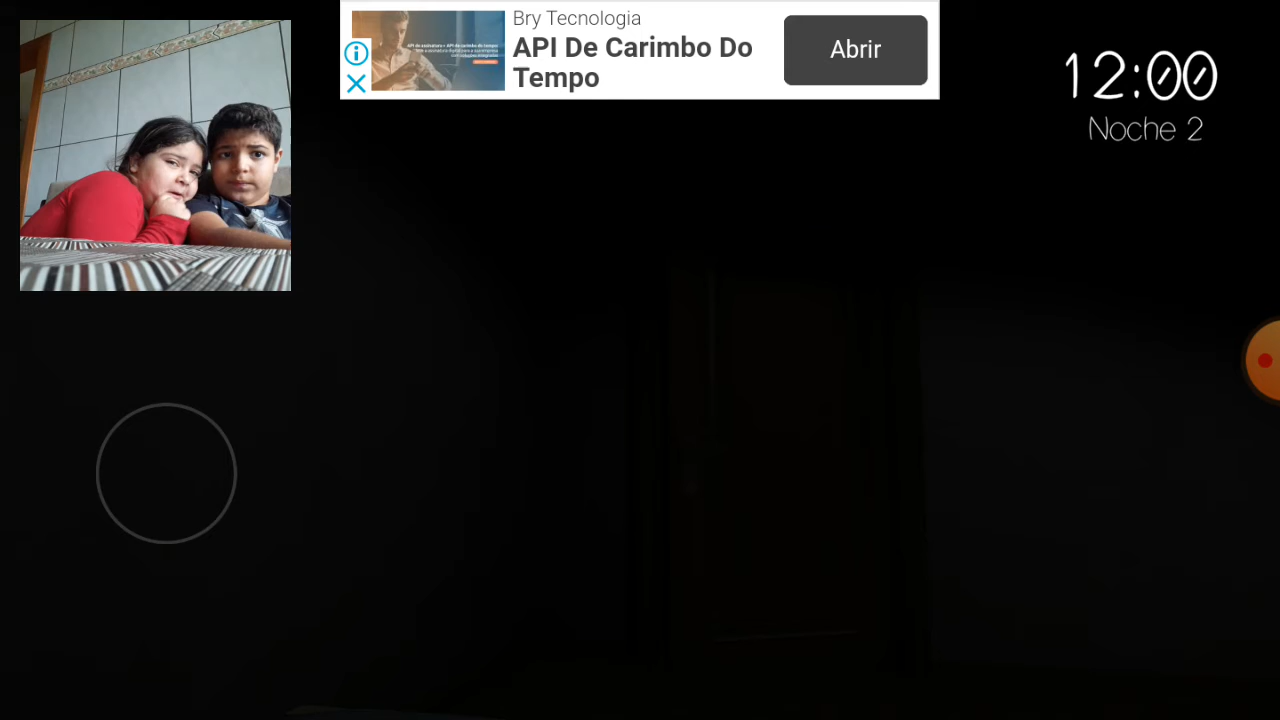 Bry Tecnologia
API De Carimbo Do
Tempo
Abrir
12:00
Noche 2